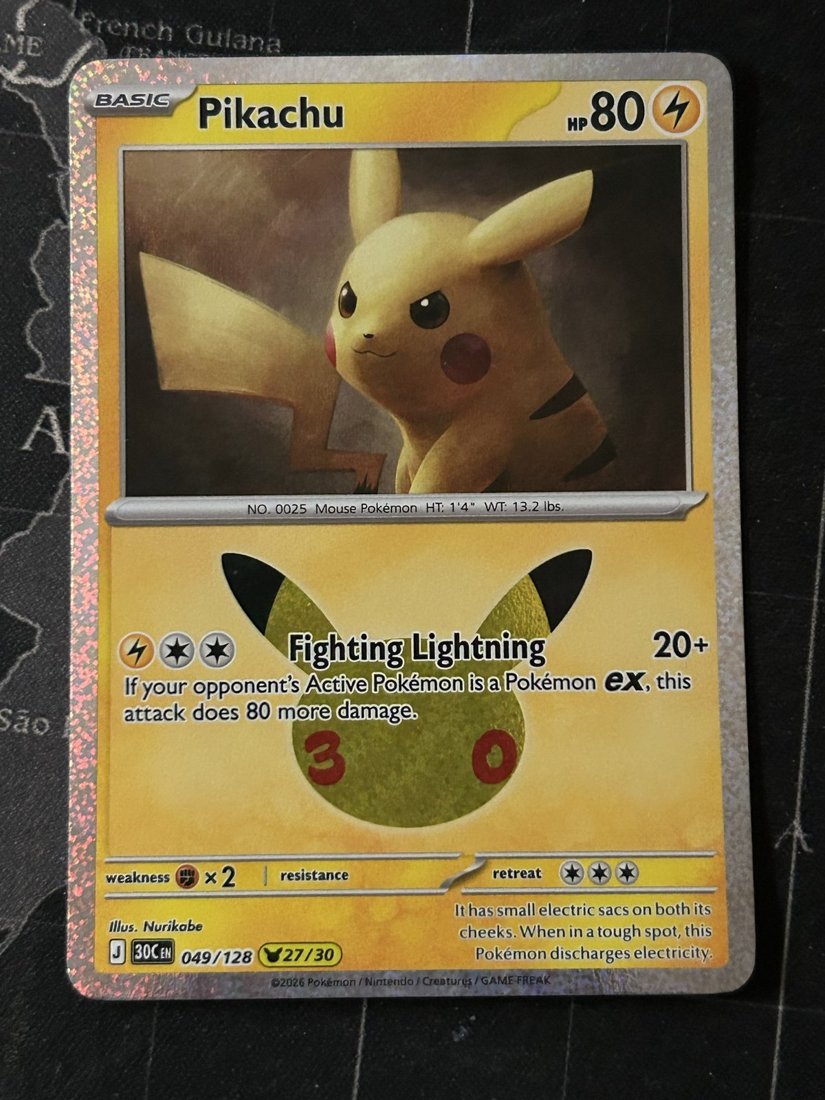 French Guiana
BASIC
Pikachu
HP 80
NO. 0025 Mouse Pokémon HT: 1'4" WT: 13.2 lbs.
Fighting Lightning 20+
If your opponent's Active Pokémon is a Pokémon ex, this
attack does 80 more damage.
3 0
São
weakness ×2 resistance retreat
Illus. Nurikabe
It has small electric sacs on both its
cheeks. When in a tough spot, this
Pokémon discharges electricity.
J 30C EN 049/128 27/30
©2026 Pokémon / Nintendo / Creatures / GAME FREAK